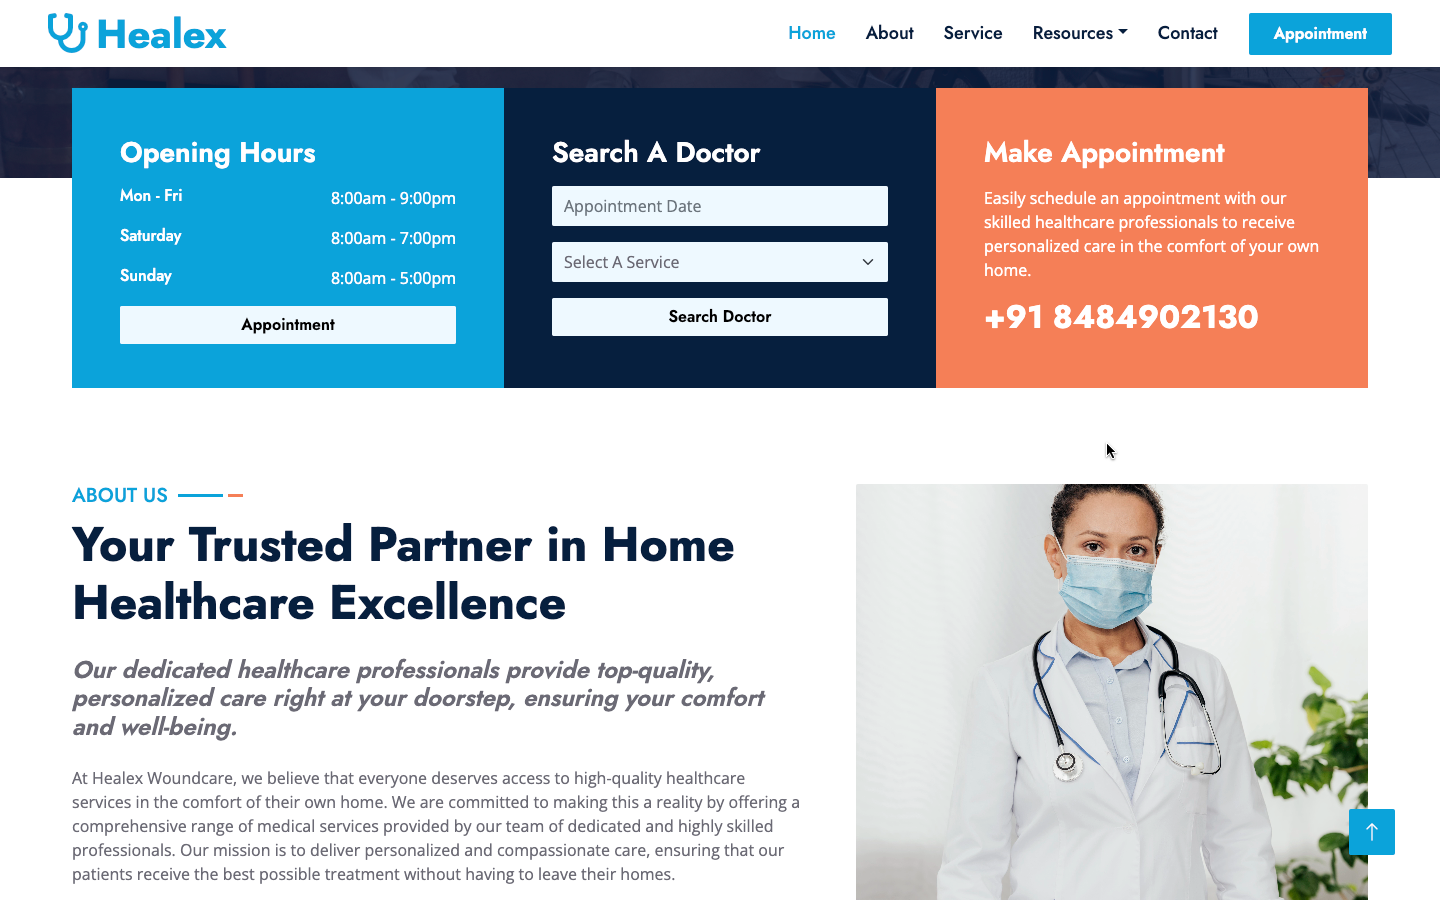 Healex
Home About Service Resources Contact Appointment
Opening Hours
Mon - Fri 8:00am - 9:00pm
Saturday 8:00am - 7:00pm
Sunday 8:00am - 5:00pm
Appointment
Search A Doctor
Appointment Date
Select A Service
Search Doctor
Make Appointment
Easily schedule an appointment with our
skilled healthcare professionals to receive
personalized care in the comfort of your own
home.
+91 8484902130
ABOUT US
Your Trusted Partner in Home
Healthcare Excellence
Our dedicated healthcare professionals provide top-quality,
personalized care right at your doorstep, ensuring your comfort
and well-being.
At Healex Woundcare, we believe that everyone deserves access to high-quality healthcare
services in the comfort of their own home. We are committed to making this a reality by offering a
comprehensive range of medical services provided by our team of dedicated and highly skilled
professionals. Our mission is to deliver personalized and compassionate care, ensuring that our
patients receive the best possible treatment without having to leave their homes.